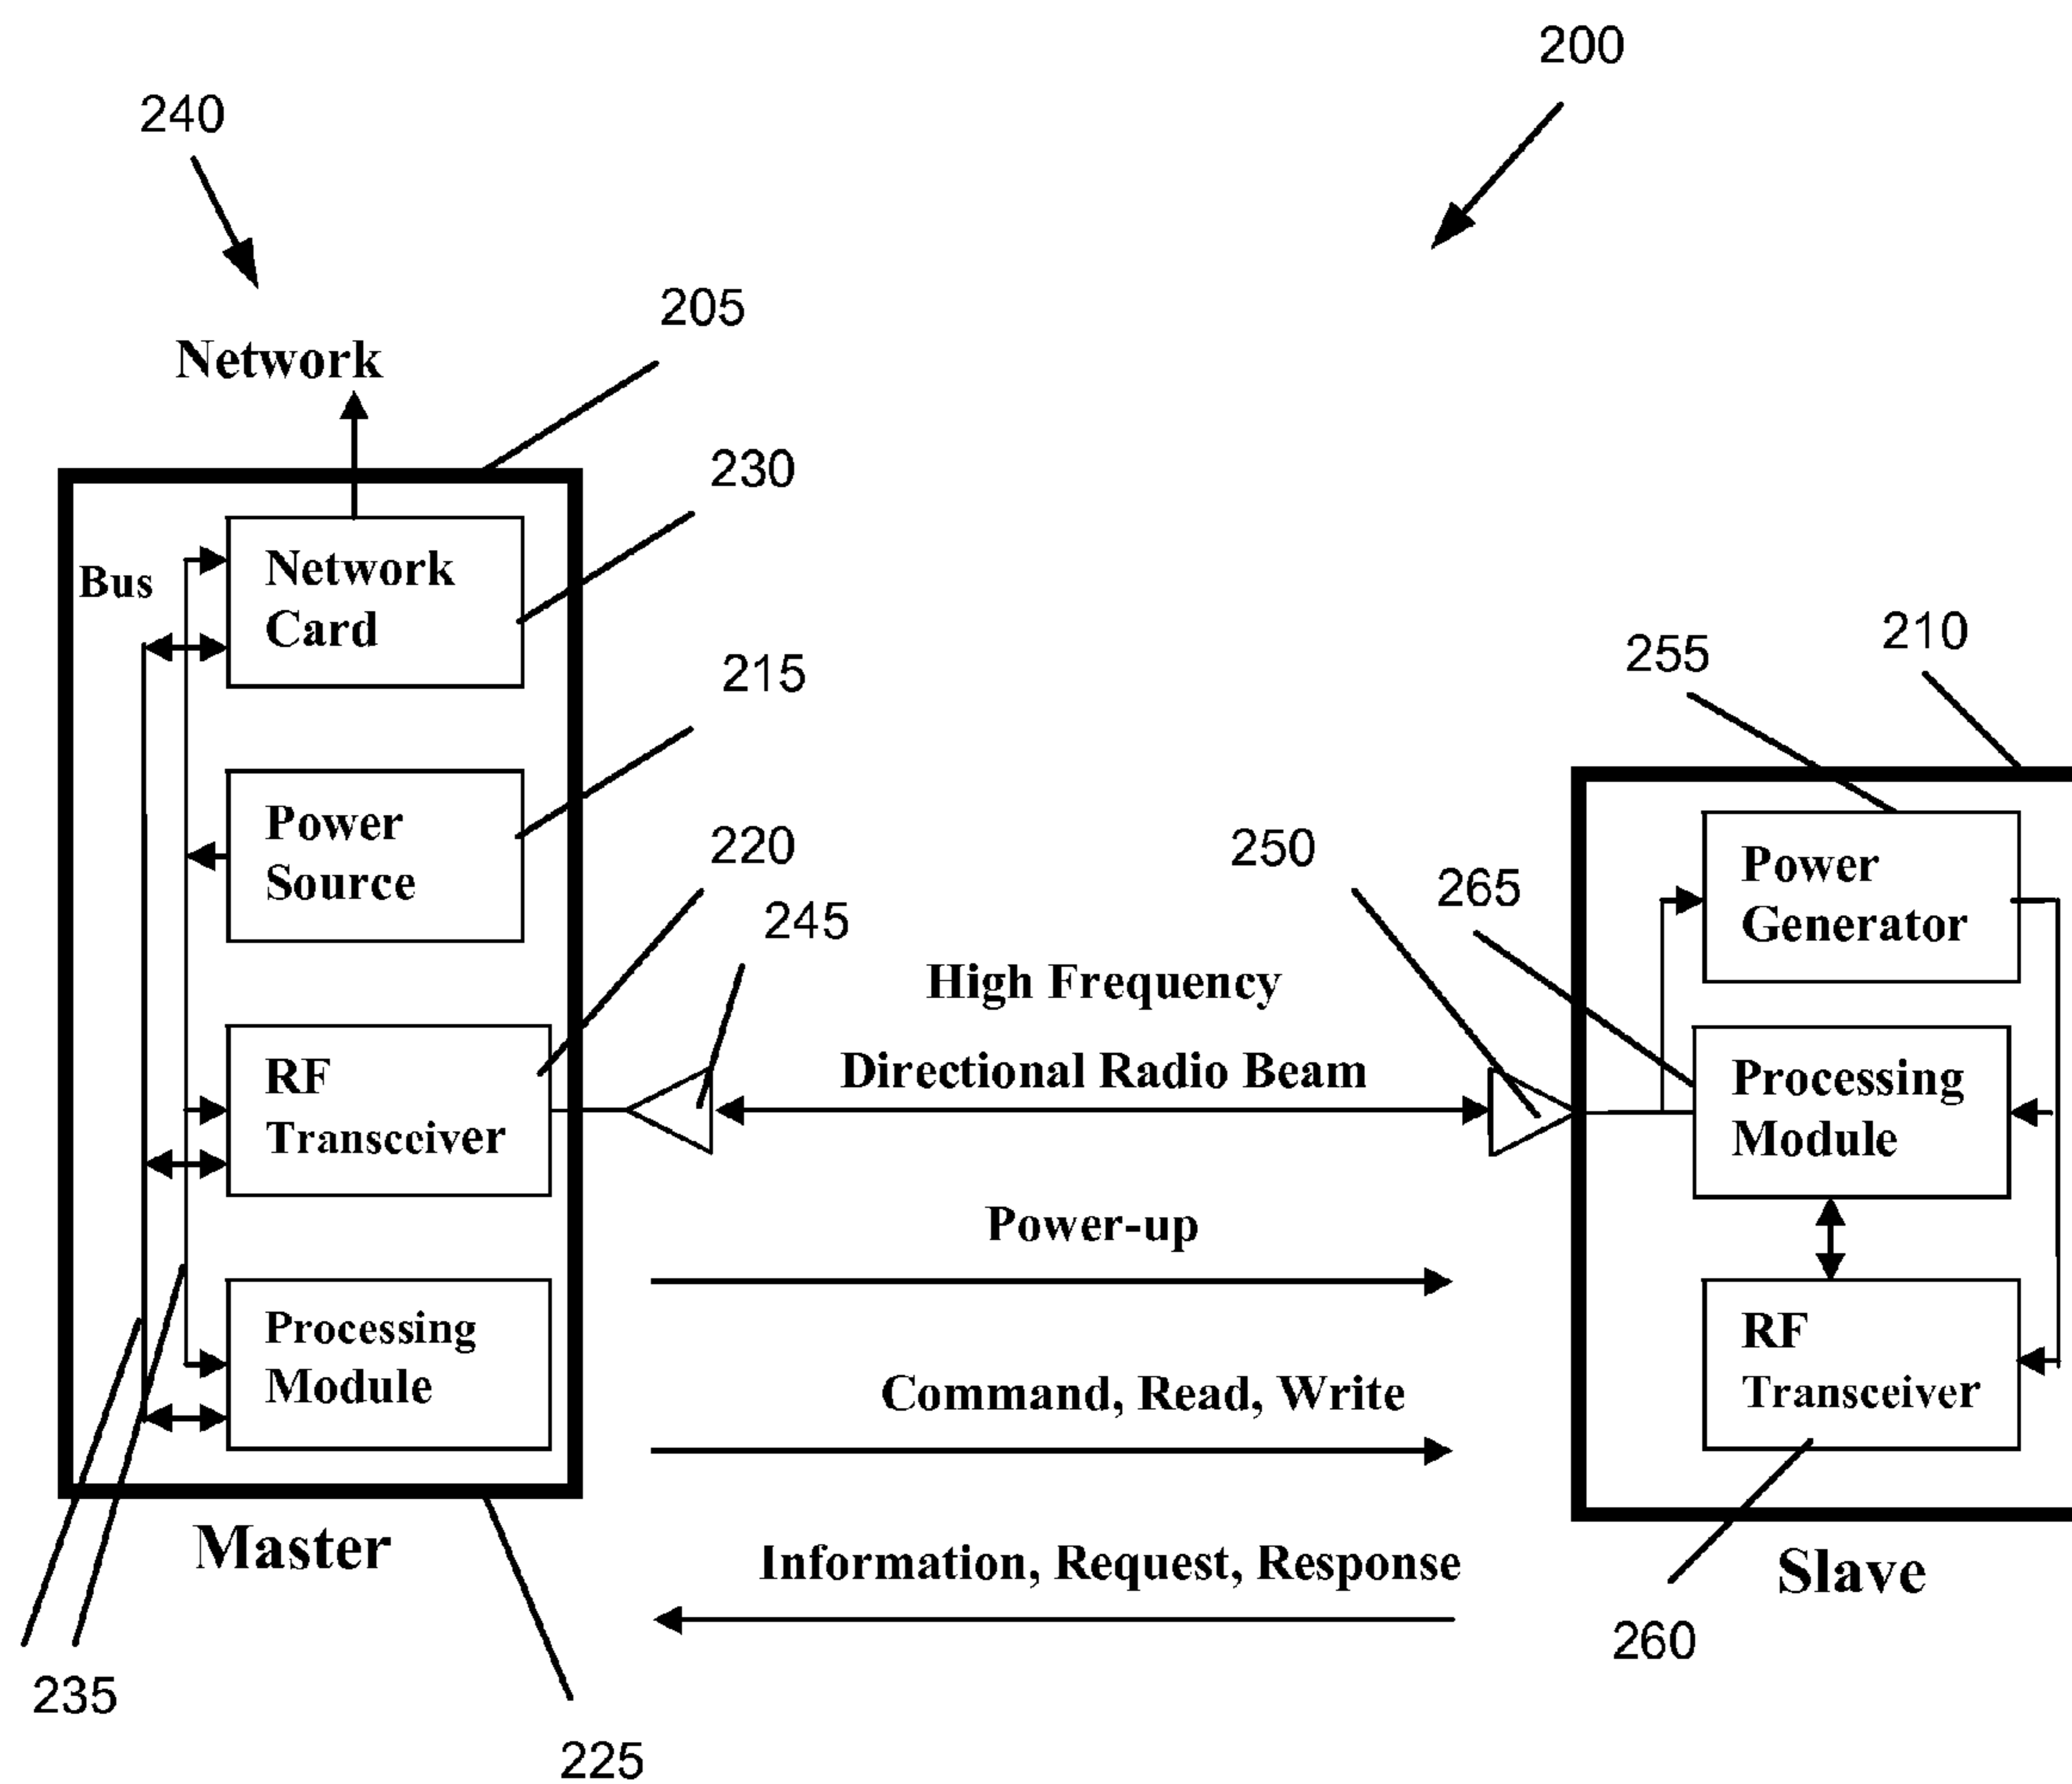 200
240
205
Network
230
Bus
Network
Card
215
Power
Source
220
245
RF
Transceiver
Processing
Module
Master
235
225
High Frequency
Directional Radio Beam
Power-up
Command, Read, Write
Information, Request, Response
250
265
255
210
Power
Generator
Processing
Module
RF
Transceiver
Slave
260